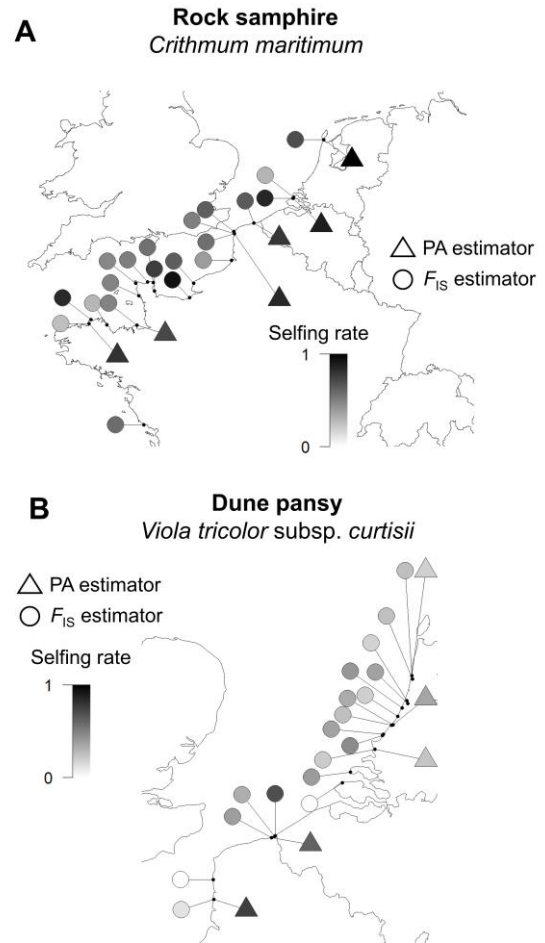 A
Rock samphire
Crithmum maritimum
PA estimator
FIS estimator
Selfing rate
1
0
B
Dune pansy
Viola tricolor subsp. curtisii
PA estimator
FIS estimator
Selfing rate
1
0